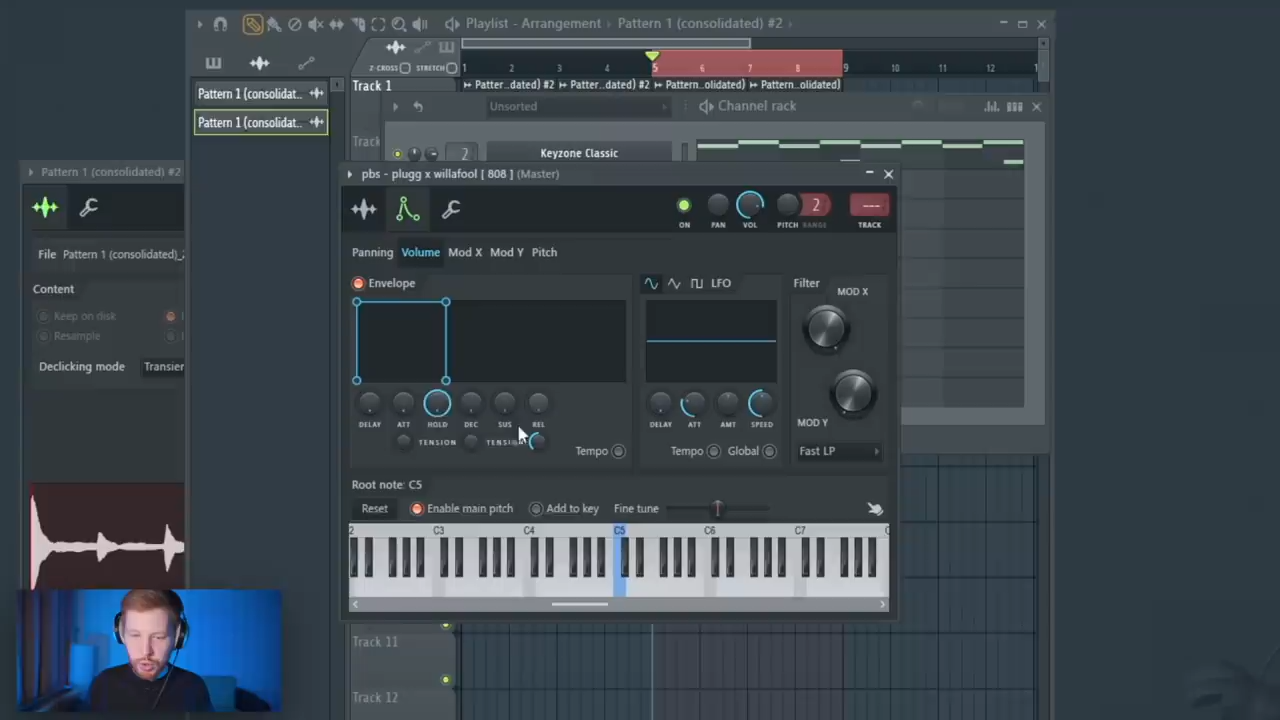 Playlist - Arrangement › Pattern 1 (consolidated) #2 ›
Z-CROSS STRETCH
1 2 3 4 5 6 7 8 9 10 11 12
Pattern 1 (consolidat..
Pattern 1 (consolidat..
Track 1
Patter..dated) #2 Patter..dated) #2 Pattern..olidated) Pattern..olidated)
Unsorted
Channel rack
Track
2
Keyzone Classic
Pattern 1 (consolidated) #2
pbs - plugg x willafool [ 808 ] (Master)
2
---
ON PAN VOL PITCH RANGE TRACK
File Pattern 1 (consolidated)_
Content
Keep on disk
Resample
Declicking mode Transien
Panning Volume Mod X Mod Y Pitch
Envelope
LFO
Filter
MOD X
DELAY ATT HOLD DEC SUS REL
TENSION
DELAY ATT AMT SPEED
MOD Y
Tempo
Tempo Global
Fast LP
Root note: C5
Reset Enable main pitch Add to key Fine tune
2 C3 C4 C5 C6 C7
Track 11
Track 12